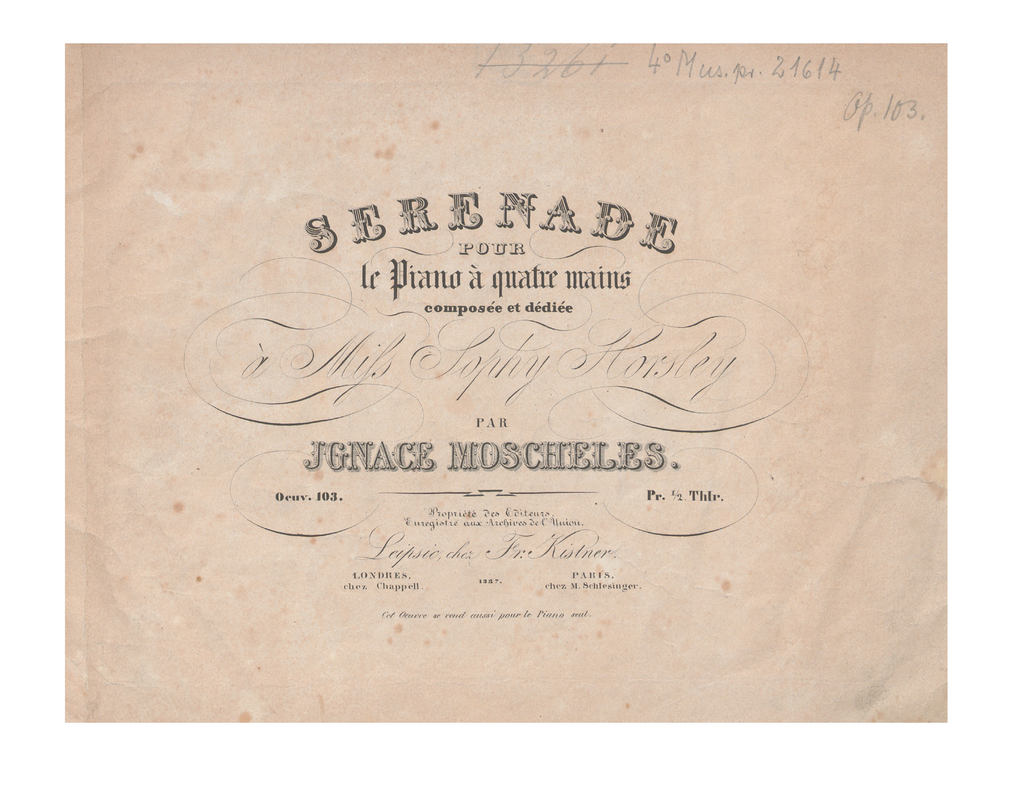 13261 4° Mus. pr. 21614
Op. 103.
SERENADE
POUR
le Piano à quatre mains
composée et dédiée
à Miſs Sophy Horsley
PAR
JGNACE MOSCHELES.
Oeuv. 103. Pr. ½ Thlr.
Propriété des Editeurs.
Enregistré aux Archives de l'Union.
Leipsic, chez Fr: Kistner.
LONDRES, PARIS,
chez Chappell. 1337. chez M. Schlesinger.
Cet Oeuvre se vend aussi pour le Piano seul.